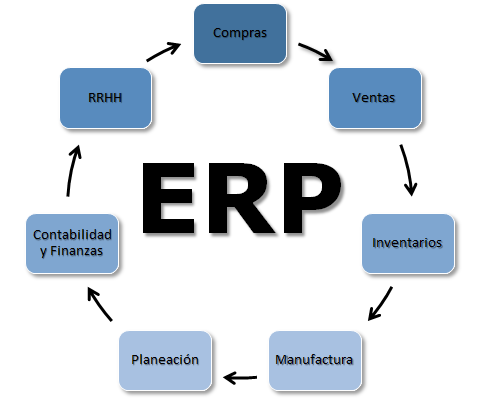 Compras
Ventas
Inventarios
Manufactura
Planeación
Contabilidad
y Finanzas
RRHH
ERP